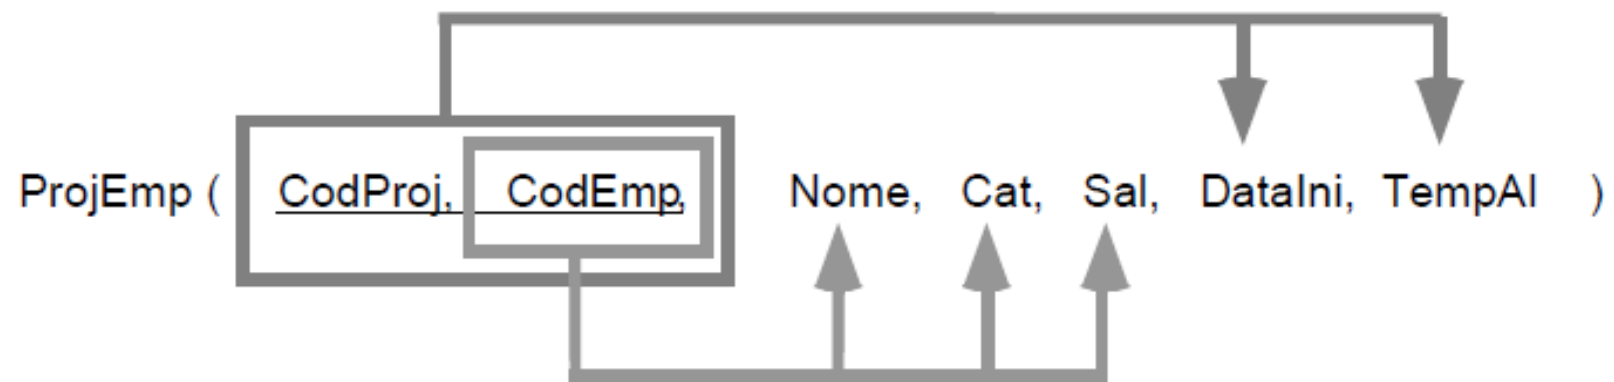 ProjEmp ( CodProj, CodEmp, Nome, Cat, Sal, DataIni, TempAl )